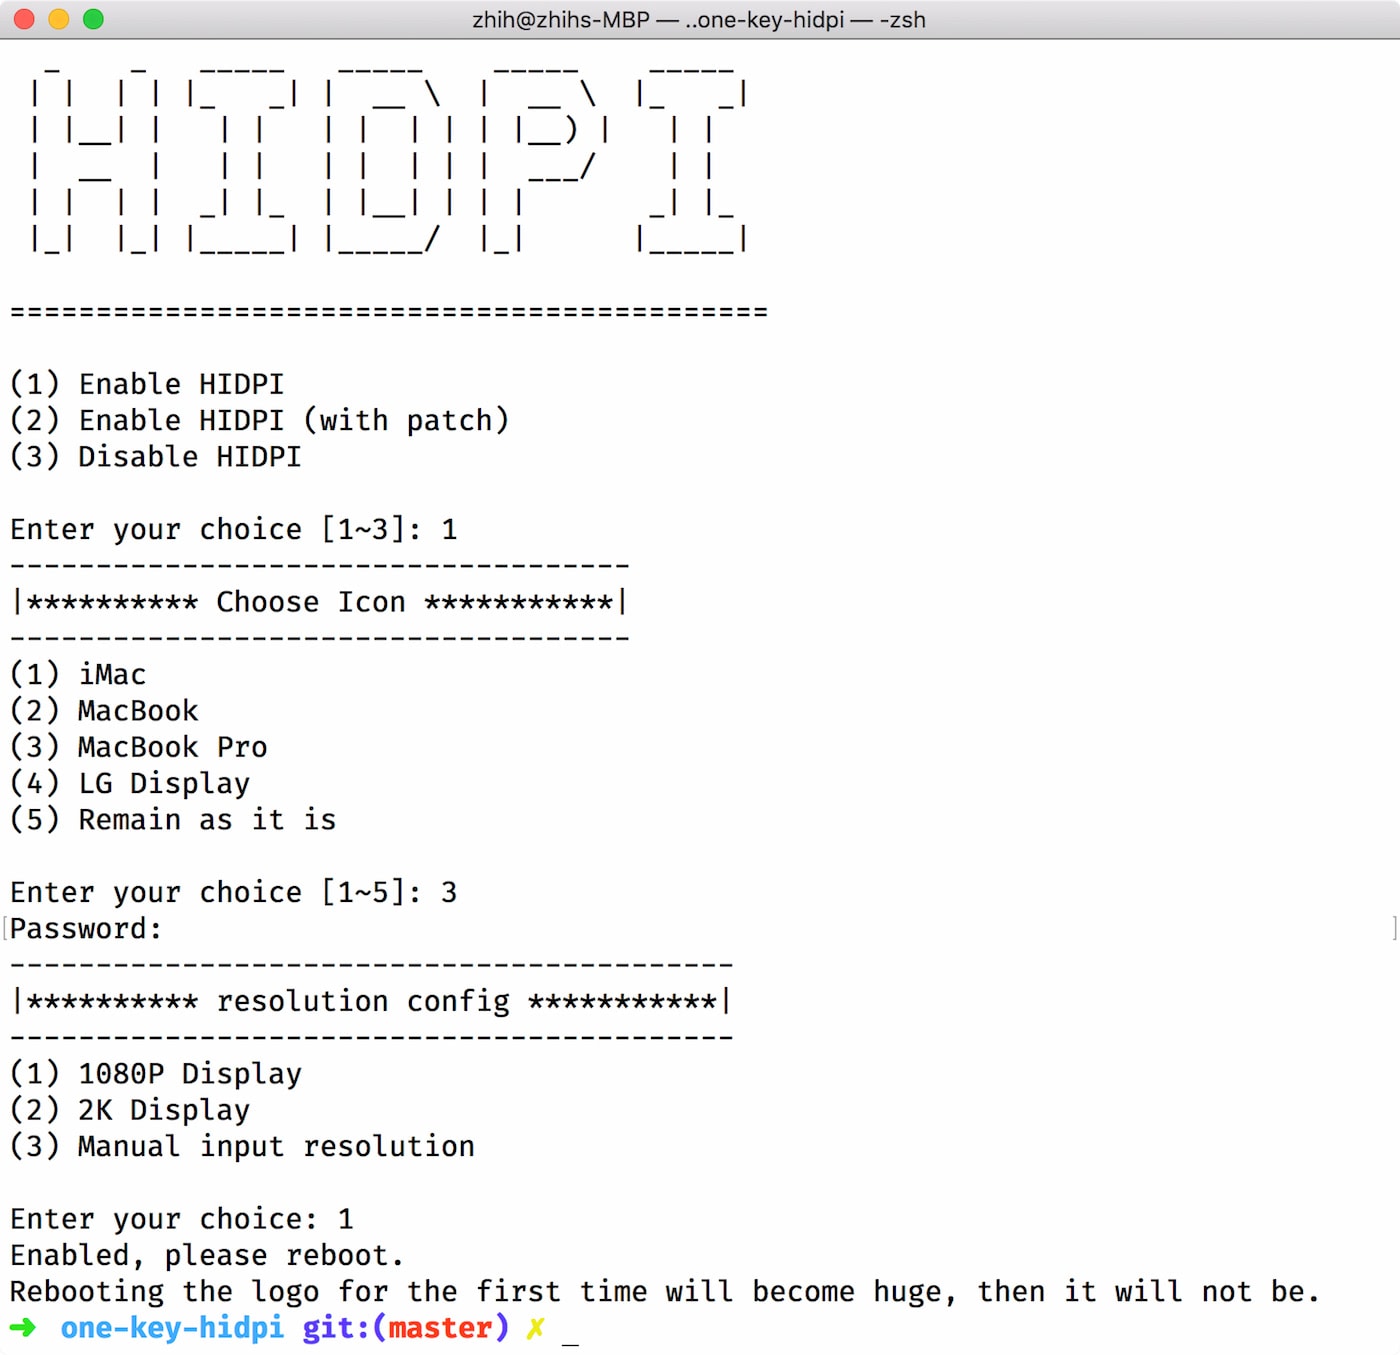 zhih@zhihs-MBP — ..one-key-hidpi — -zsh
  _    _   _____   _____    _____    _____
 | |  | | |_   _| |  __ \  |  __ \  |_   _|
 | |__| |   | |   | |  | | | |__) |   | |
 |  __  |   | |   | |  | | |  ___/    | |
 | |  | |  _| |_  | |__| | | |       _| |_
 |_|  |_| |_____| |_____/  |_|      |_____|
============================================
(1) Enable HIDPI
(2) Enable HIDPI (with patch)
(3) Disable HIDPI
Enter your choice [1~3]: 1
------------------------------------
|********** Choose Icon ***********|
------------------------------------
(1) iMac
(2) MacBook
(3) MacBook Pro
(4) LG Display
(5) Remain as it is
Enter your choice [1~5]: 3
[Password: ]
------------------------------------------
|********** resolution config ***********|
------------------------------------------
(1) 1080P Display
(2) 2K Display
(3) Manual input resolution
Enter your choice: 1
Enabled, please reboot.
Rebooting the logo for the first time will become huge, then it will not be.
➜ one-key-hidpi git:(master) ✗ _